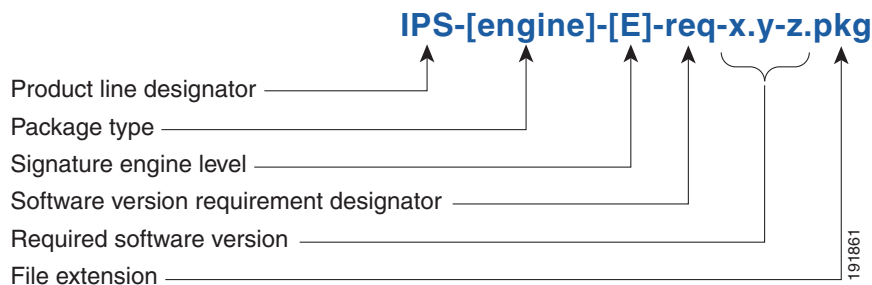 IPS-[engine]-[E]-req-x.y-z.pkg
Product line designator
Package type
Signature engine level
Software version requirement designator
Required software version
File extension
191861